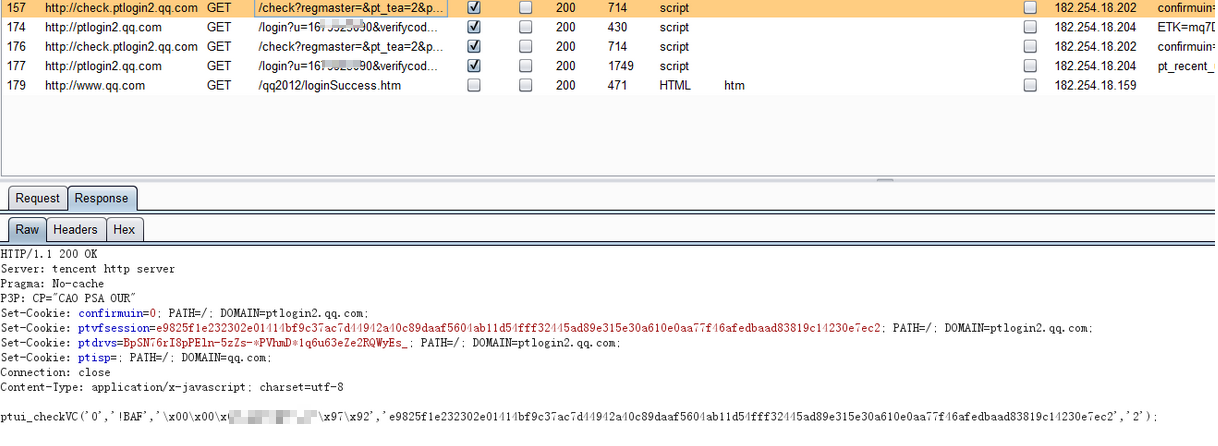 157 http://check.ptlogin2.qq.com GET /check?regmaster=&pt_tea=2&p... 200 714 script 182.254.18.202 confirmuin=
174 http://ptlogin2.qq.com GET /login?u=16 90&verifycod... 200 430 script 182.254.18.204 ETK=mq7D
176 http://check.ptlogin2.qq.com GET /check?regmaster=&pt_tea=2&p... 200 714 script 182.254.18.202 confirmuin=
177 http://ptlogin2.qq.com GET /login?u=16 90&verifycod... 200 1749 script 182.254.18.204 pt_recent_
179 http://www.qq.com GET /qq2012/loginSuccess.htm 200 471 HTML htm 182.254.18.159
Request Response
Raw Headers Hex
HTTP/1.1 200 OK
Server: tencent http server
Pragma: No-cache
P3P: CP="CAO PSA OUR"
Set-Cookie: confirmuin=0; PATH=/; DOMAIN=ptlogin2.qq.com;
Set-Cookie: ptvfsession=e9825f1e232302e01414bf9c37ac7d44942a40c89daaf5604ab11d54fff32445ad89e315e30a610e0aa77f46afedbaad83819c14230e7ec2; PATH=/; DOMAIN=ptlogin2.qq.com;
Set-Cookie: ptdrvs=BpSN76rI8pPEln-5zZs-*PVhmD*1q6u63eZe2RQWyEs_; PATH=/; DOMAIN=ptlogin2.qq.com;
Set-Cookie: ptisp=; PATH=/; DOMAIN=qq.com;
Connection: close
Content-Type: application/x-javascript; charset=utf-8
ptui_checkVC('0','!BAF','\x00\x00\x \x97\x92','e9825f1e232302e01414bf9c37ac7d44942a40c89daaf5604ab11d54fff32445ad89e315e30a610e0aa77f46afedbaad83819c14230e7ec2','2');